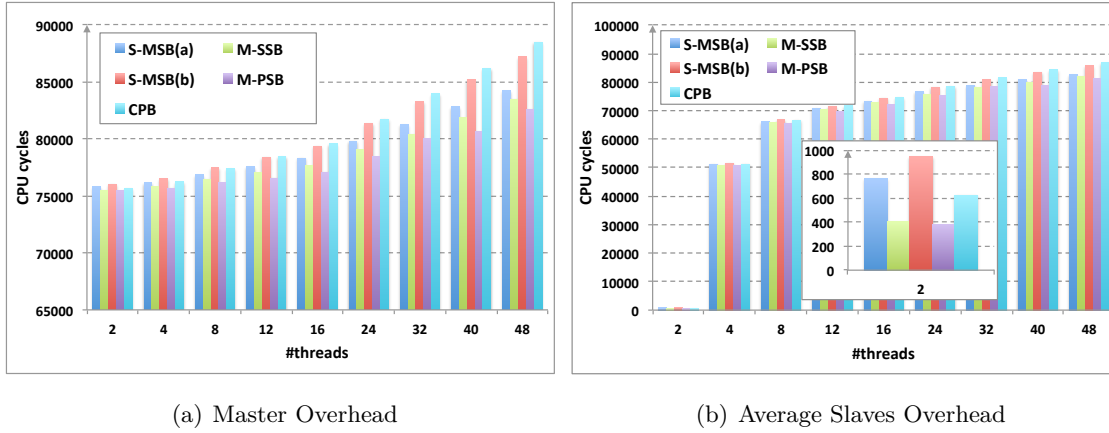 90000
85000
80000
75000
70000
65000
CPU cycles
S-MSB(a) M-SSB
S-MSB(b) M-PSB
CPB
2 4 8 12 16 24 32 40 48
#threads
(a) Master Overhead
100000
90000
80000
70000
60000
50000
40000
30000
20000
10000
0
CPU cycles
S-MSB(a) M-SSB
S-MSB(b) M-PSB
CPB
1000
800
600
400
200
0
2
2 4 8 12 16 24 32 40 48
#threads
(b) Average Slaves Overhead